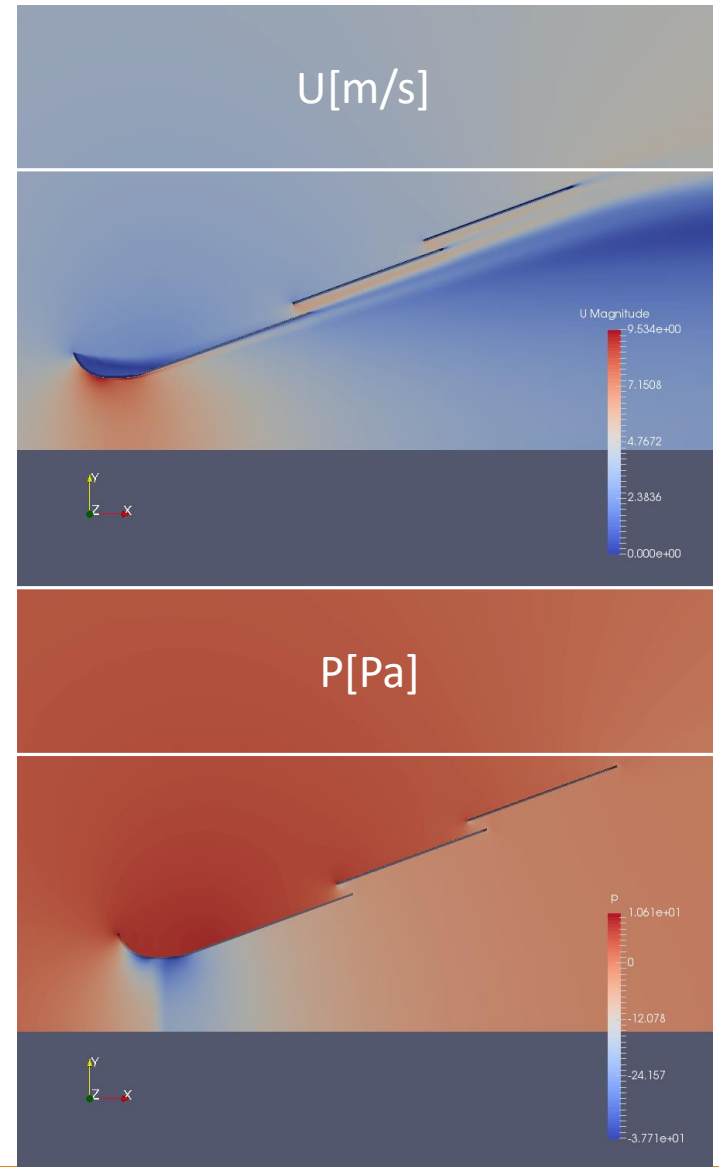 U[m/s]
U Magnitude
9.534e+00
7.1508
4.7672
2.3836
0.000e+00
Y
Z X
P[Pa]
p
1.061e+01
0
-12.078
-24.157
-3.771e+01
Y
Z X